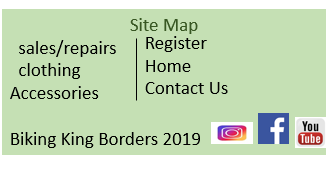 Site Map
sales/repairs
clothing
Accessories
Register
Home
Contact Us
Biking King Borders 2019
You
Tube